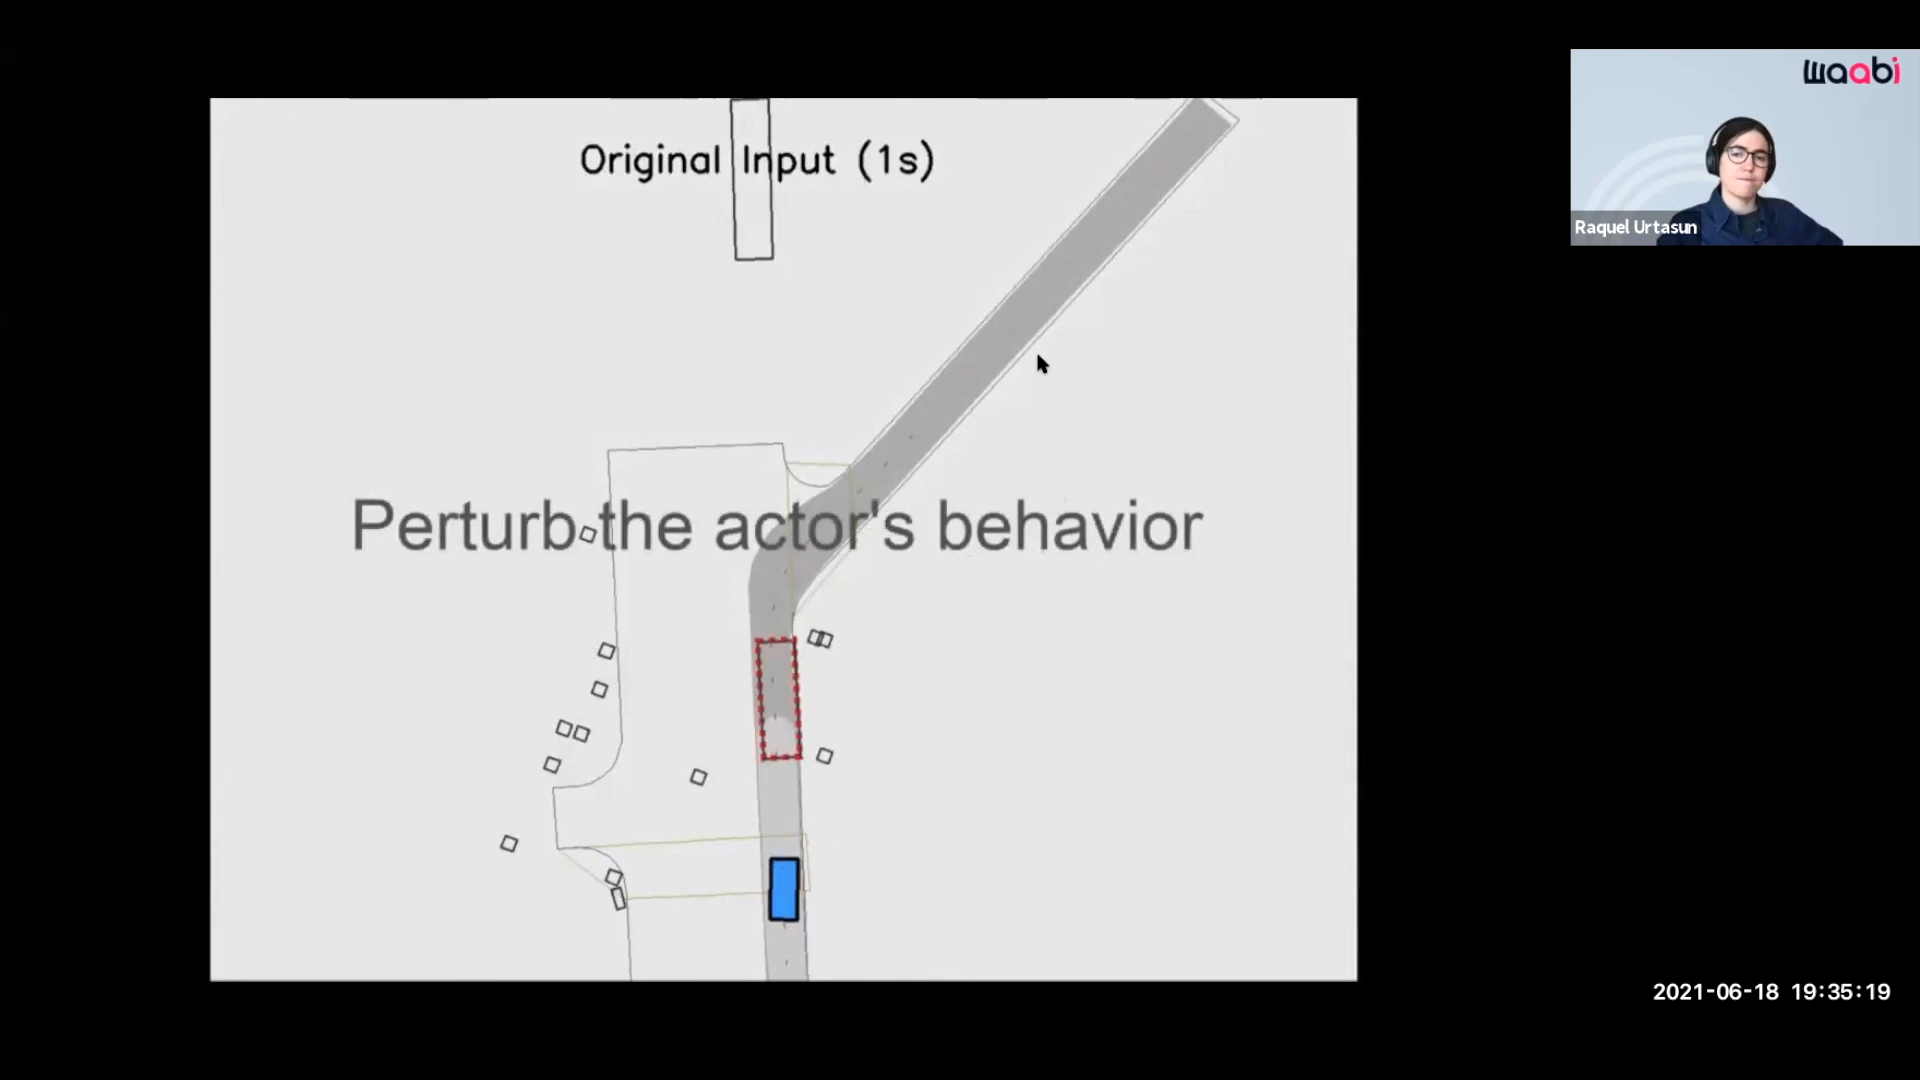 waabi
Original Input (1s)
Raquel Urtasun
Perturb the actor's behavior
2021-06-18 19:35:19